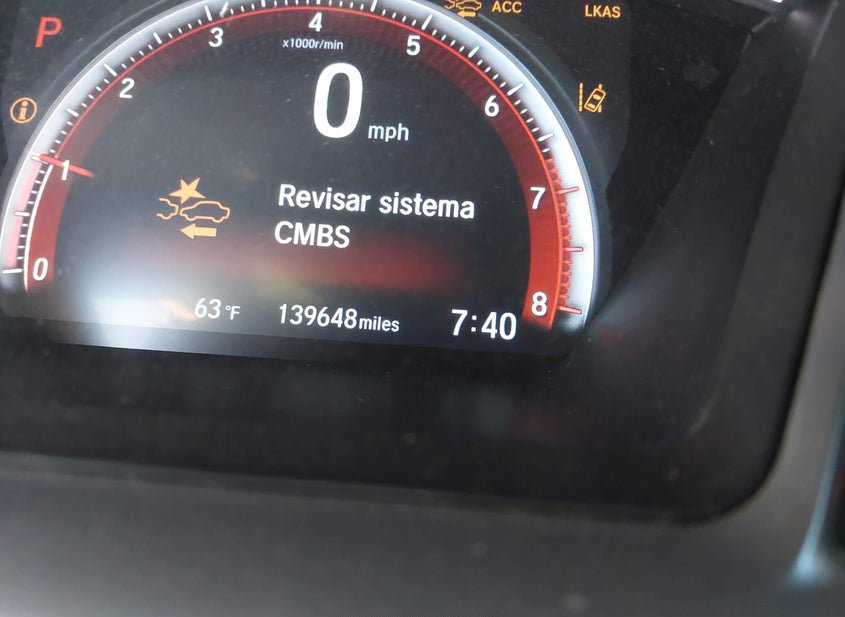 ACC LKAS
P
4
3 5
x1000r/min
2 6
0 mph
1 7
Revisar sistema
CMBS
0 8
63°F 139648miles 7:40